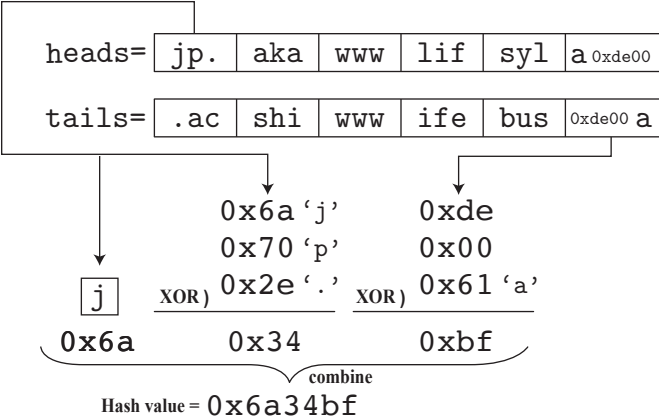 heads= jp. aka www lif syl a 0xde00
tails= .ac shi www ife bus 0xde00 a
0x6a ‘j’ 0xde
0x70 ‘p’ 0x00
j XOR ) 0x2e ‘.’ XOR ) 0x61 ‘a’
0x6a 0x34 0xbf
combine
Hash value = 0x6a34bf